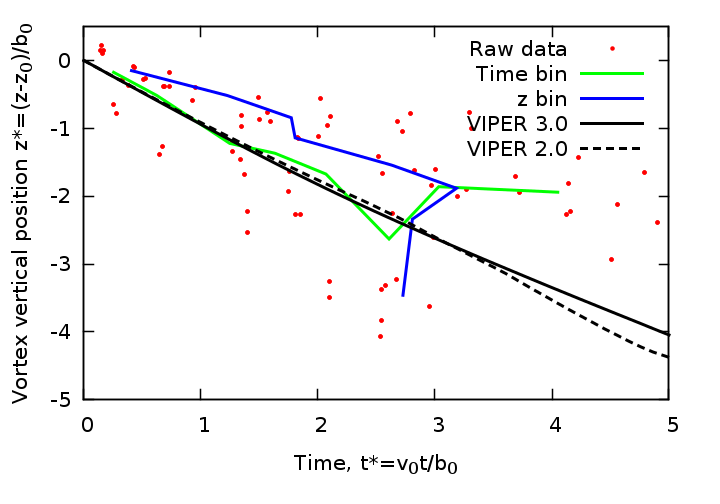 Vortex vertical position z*=(z-z0)/b0
0
-1
-2
-3
-4
-5
Raw data
Time bin
z bin
VIPER 3.0
VIPER 2.0
0 1 2 3 4 5
Time, t*=v0t/b0